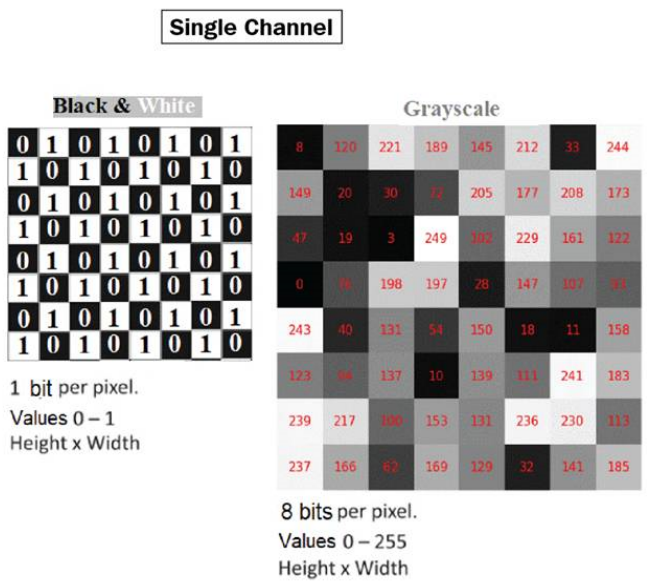 Single Channel
Black & White
0 1 0 1 0 1 0 1
1 0 1 0 1 0 1 0
0 1 0 1 0 1 0 1
1 0 1 0 1 0 1 0
0 1 0 1 0 1 0 1
1 0 1 0 1 0 1 0
0 1 0 1 0 1 0 1
1 0 1 0 1 0 1 0
1 bit per pixel.
Values 0 – 1
Height x Width
Grayscale
8 120 221 189 145 212 33 244
149 20 30 72 205 177 208 173
47 19 3 249 102 229 161 122
0 198 197 28 147 107
243 40 131 54 150 18 11 158
123 94 137 10 139 111 241 183
239 217 100 153 131 236 230 113
237 166 62 169 129 32 141 185
8 bits per pixel.
Values 0 – 255
Height x Width